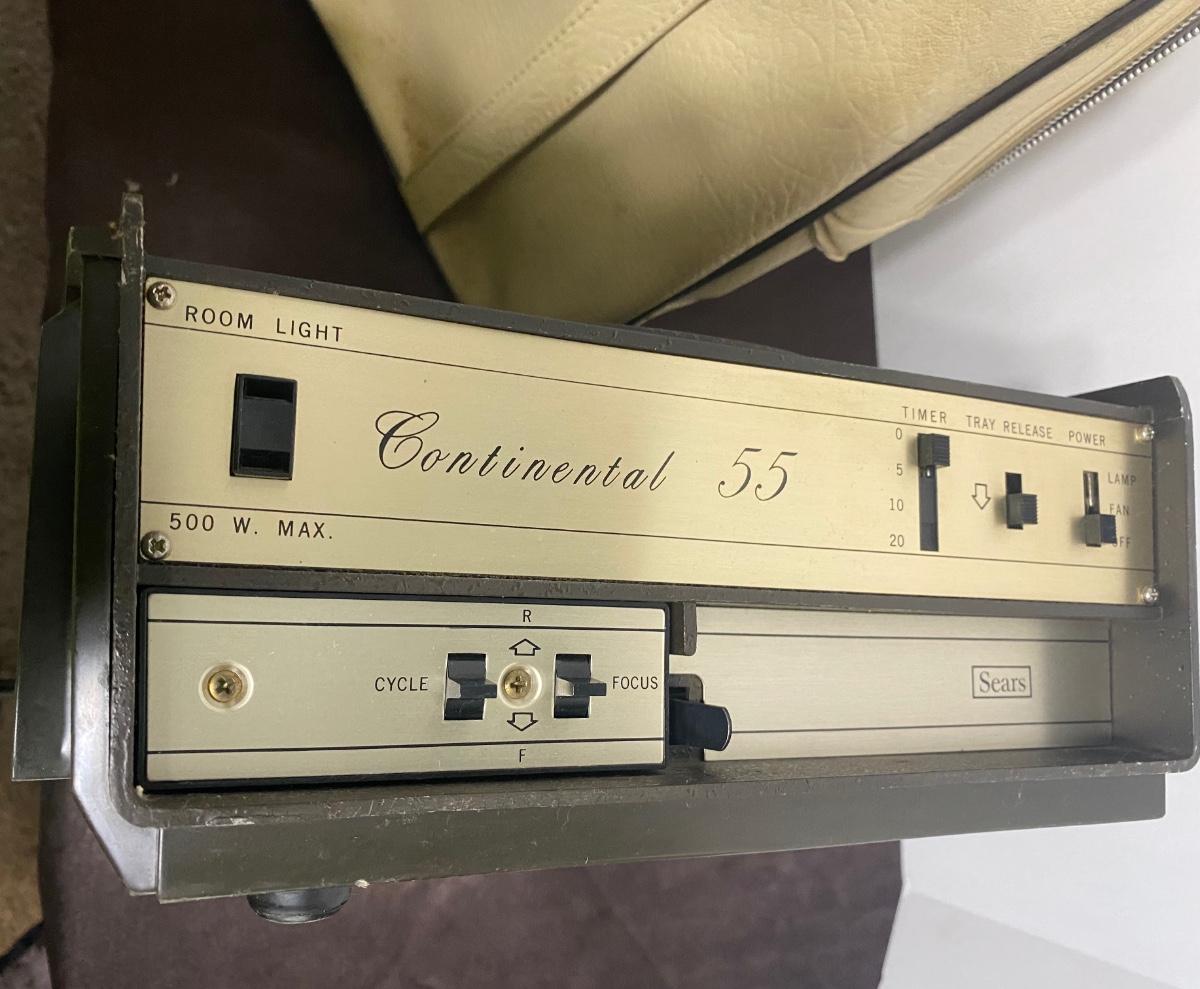 ROOM LIGHT
Continental 55
500 W. MAX.
TIMER
0
5
10
20
TRAY RELEASE
POWER
LAMP
FAN
OFF
R
CYCLE
FOCUS
F
Sears